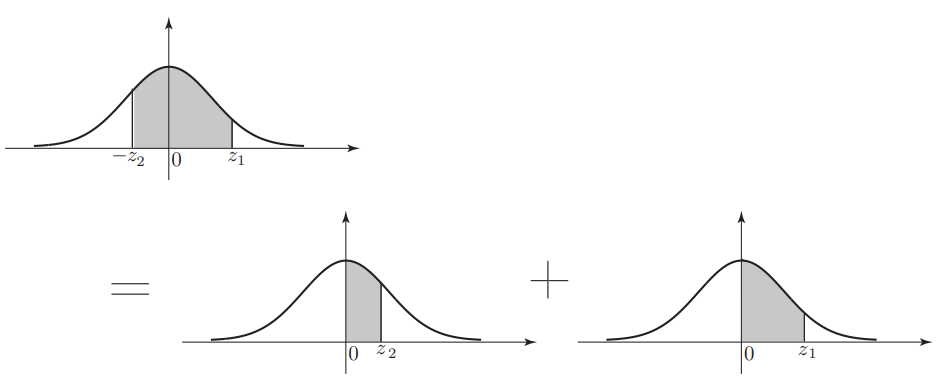 −z₂ 0 z₁
= +
0 z₂ 0 z₁